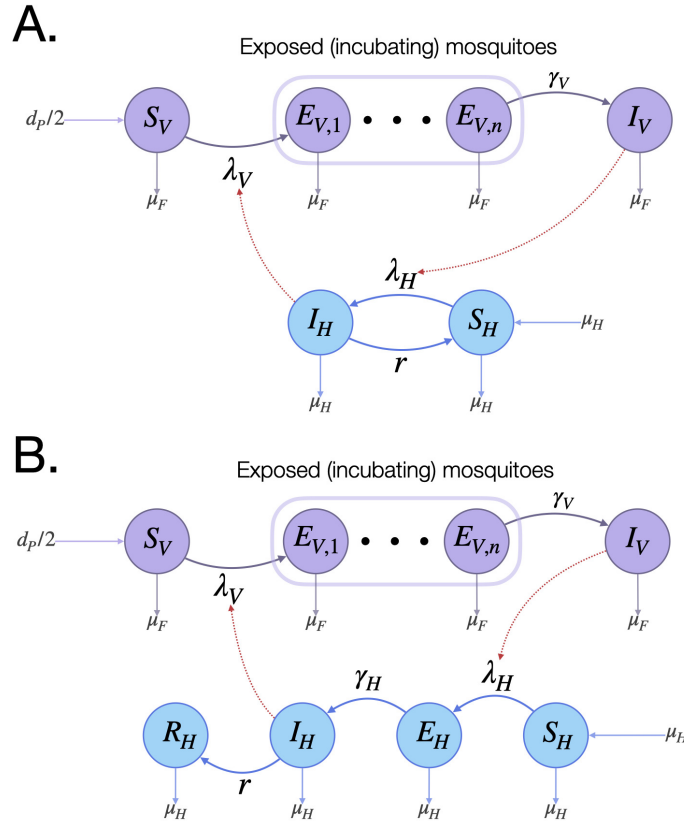 A.
Exposed (incubating) mosquitoes
d_P/2 S_V E_{V,1} • • • E_{V,n} γ_V I_V
λ_V
μ_F μ_F μ_F μ_F
λ_H
I_H S_H μ_H
r
μ_H μ_H
B.
Exposed (incubating) mosquitoes
d_P/2 S_V E_{V,1} • • • E_{V,n} γ_V I_V
λ_V
μ_F μ_F μ_F μ_F
γ_H λ_H
R_H I_H E_H S_H μ_H
r
μ_H μ_H μ_H μ_H